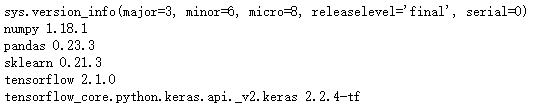 sys.version_info(major=3, minor=6, micro=8, releaselevel='final', serial=0)
numpy 1.18.1
pandas 0.23.3
sklearn 0.21.3
tensorflow 2.1.0
tensorflow_core.python.keras.api._v2.keras 2.2.4-tf